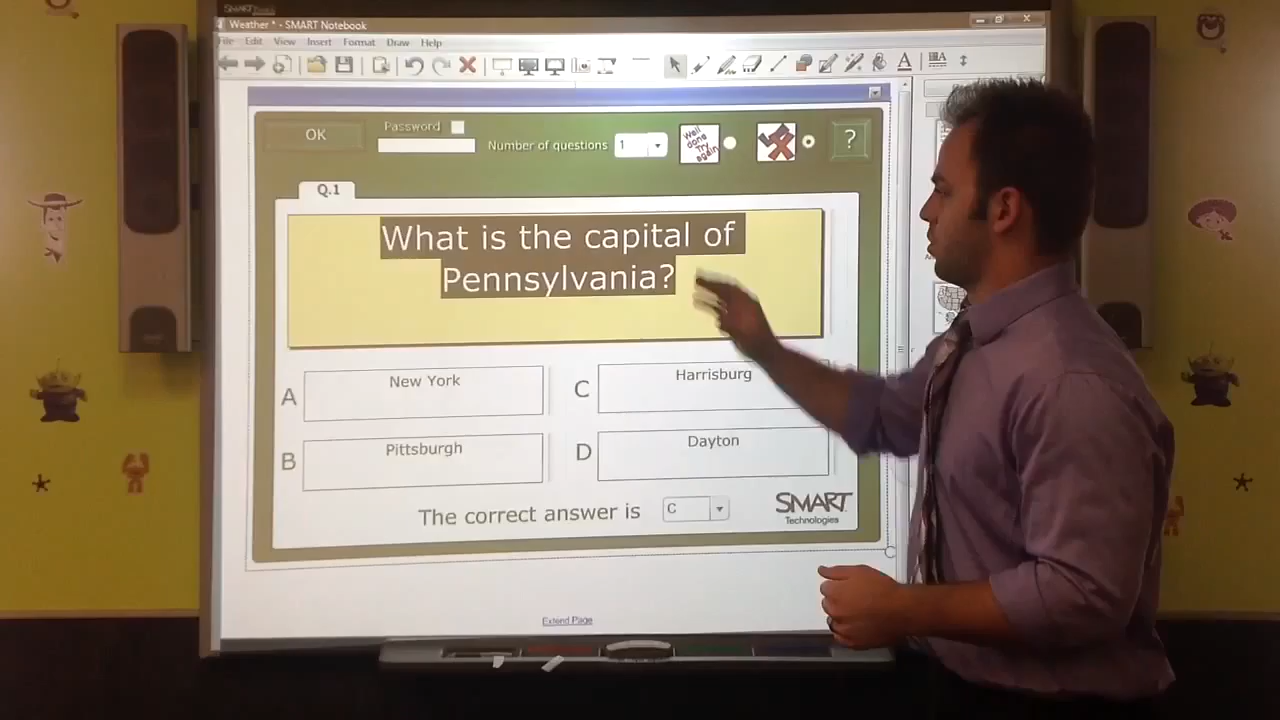 Weather * - SMART Notebook
File Edit View Insert Format Draw Help
OK
Password
Number of questions 1
Well done Try again
?
Q.1
What is the capital of
Pennsylvania?
A New York
C Harrisburg
B Pittsburgh
D Dayton
The correct answer is C
SMART
Technologies
Extend Page